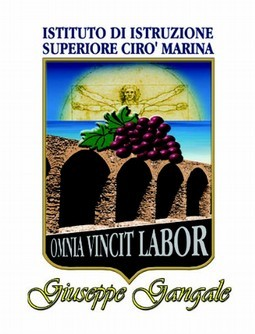 ISTITUTO DI ISTRUZIONE
SUPERIORE CIRO' MARINA
OMNIA VINCIT LABOR
Giuseppe Gangale